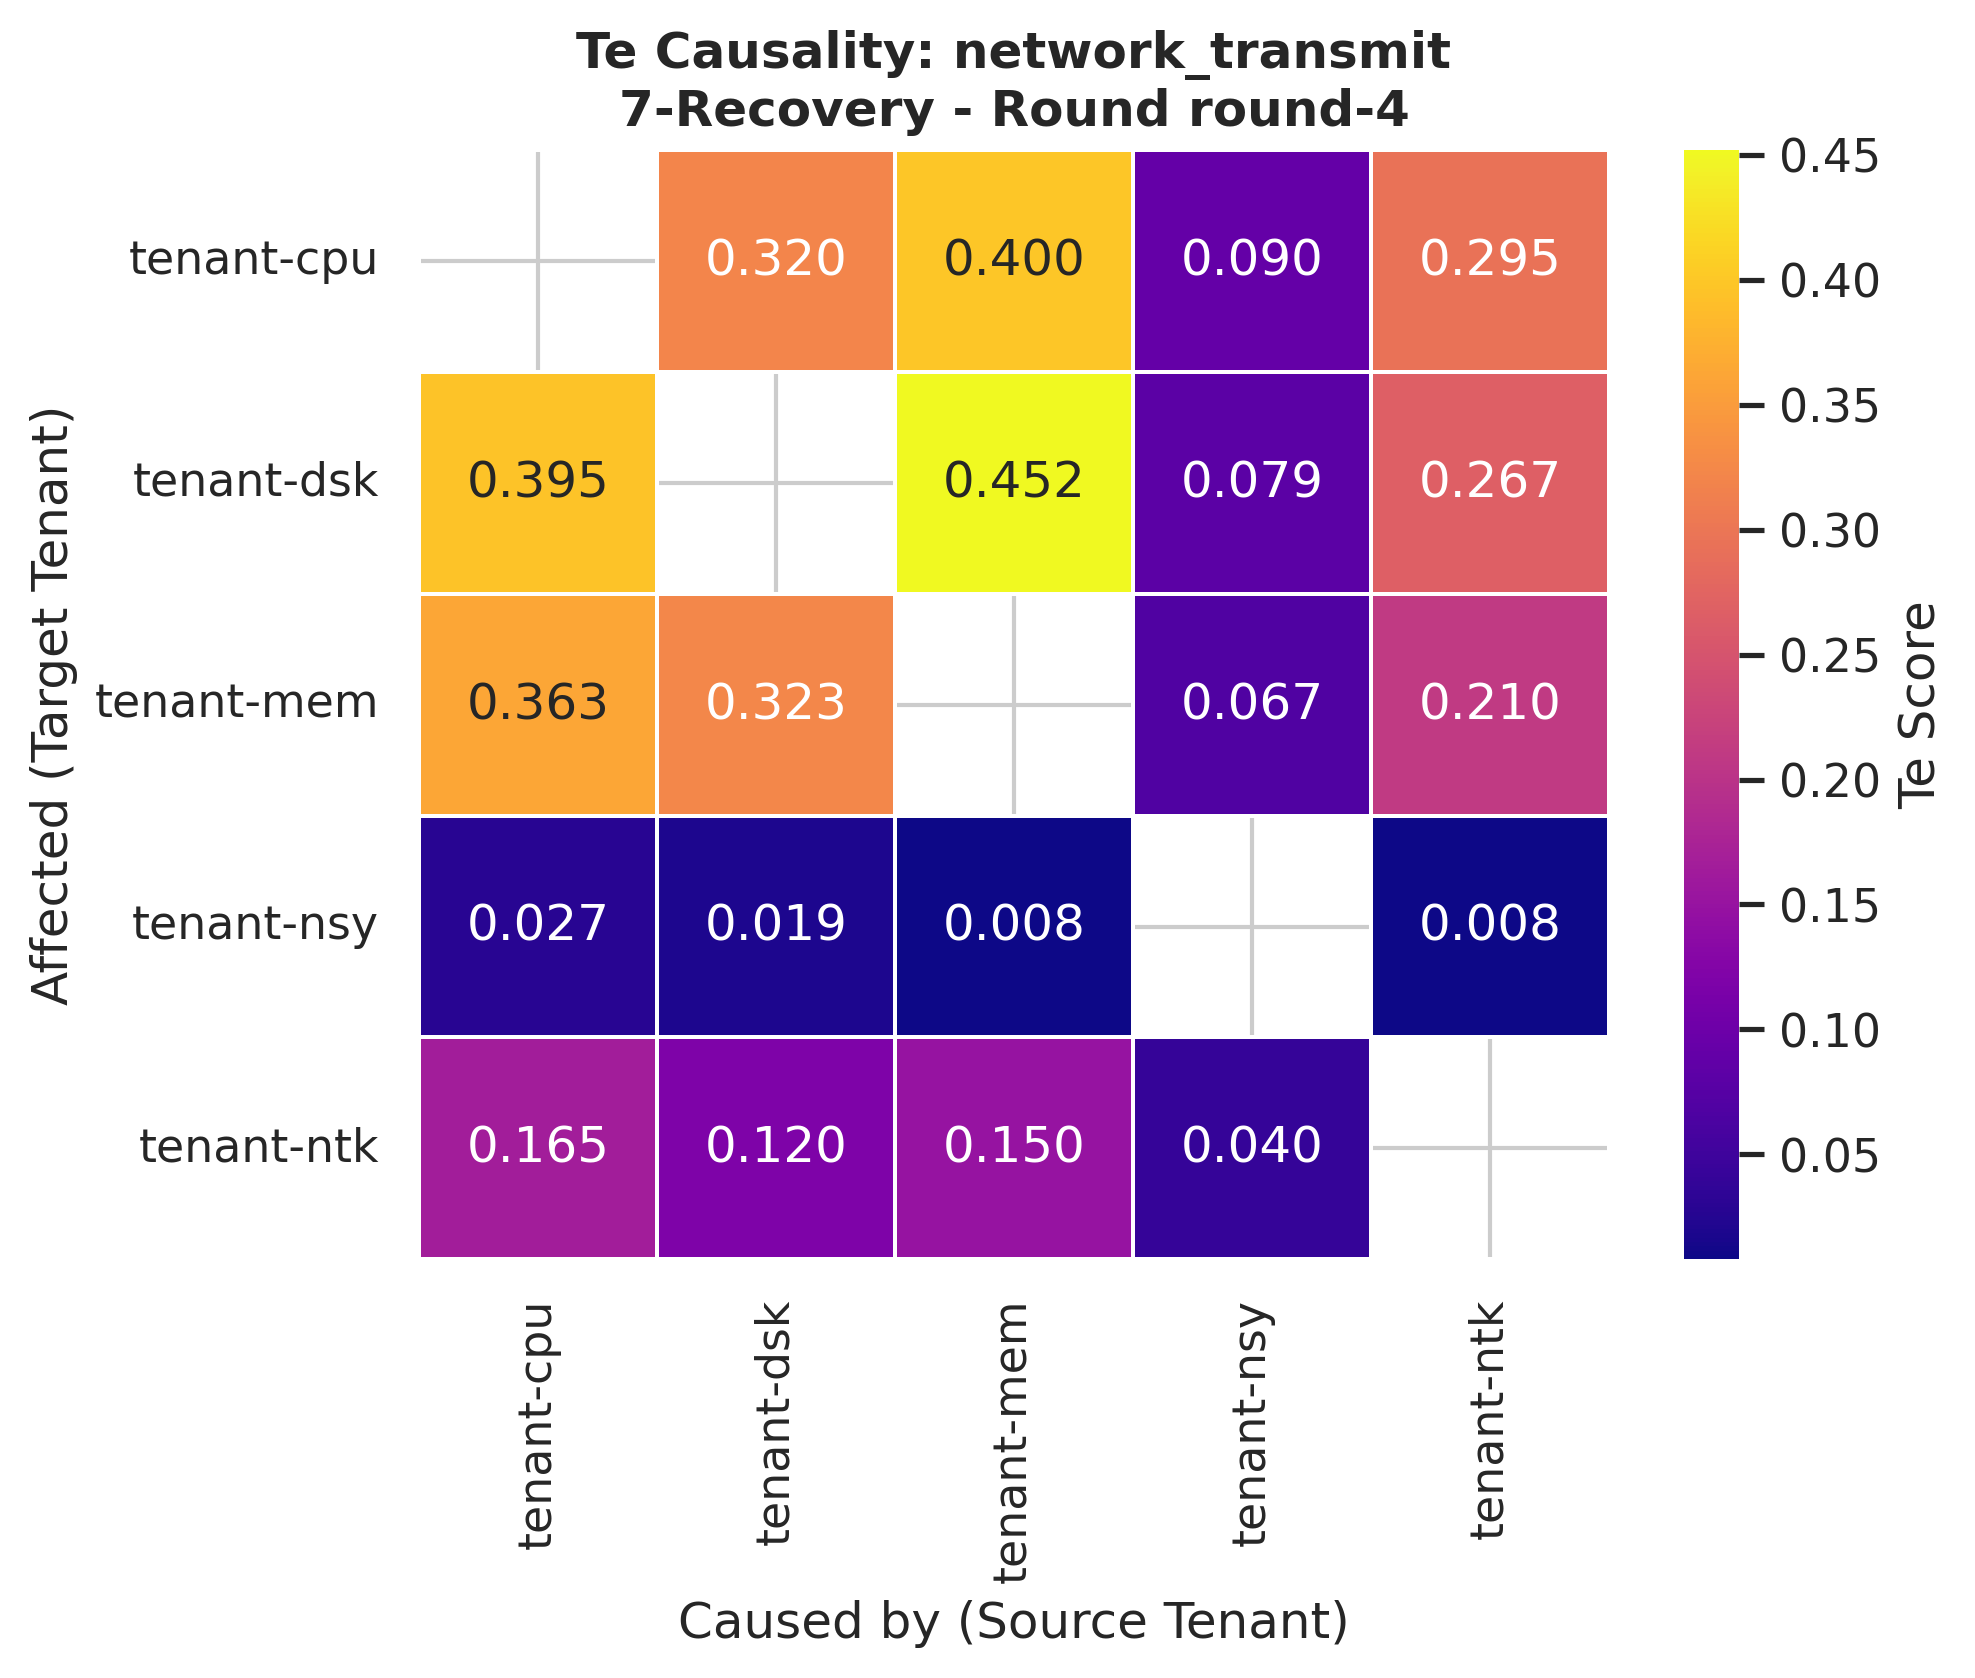 Te Causality: network_transmit
7-Recovery - Round round-4
Affected (Target Tenant)
tenant-cpu 0.320 0.400 0.090 0.295
tenant-dsk 0.395 0.452 0.079 0.267
tenant-mem 0.363 0.323 0.067 0.210
tenant-nsy 0.027 0.019 0.008 0.008
tenant-ntk 0.165 0.120 0.150 0.040
tenant-cpu
tenant-dsk
tenant-mem
tenant-nsy
tenant-ntk
Caused by (Source Tenant)
0.45
0.40
0.35
0.30
0.25
0.20
0.15
0.10
0.05
Te Score